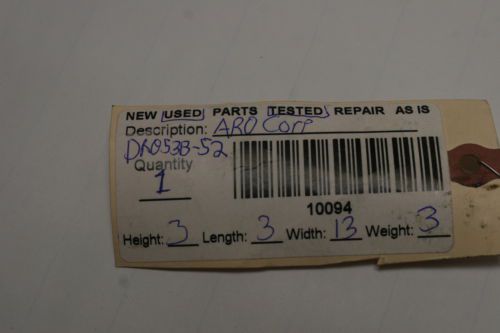 NEW USED PARTS TESTED REPAIR AS IS
Description: ARO Corp
DA053B-52
Quantity
1
10094
Height: 3 Length: 3 Width: 13 Weight: 3